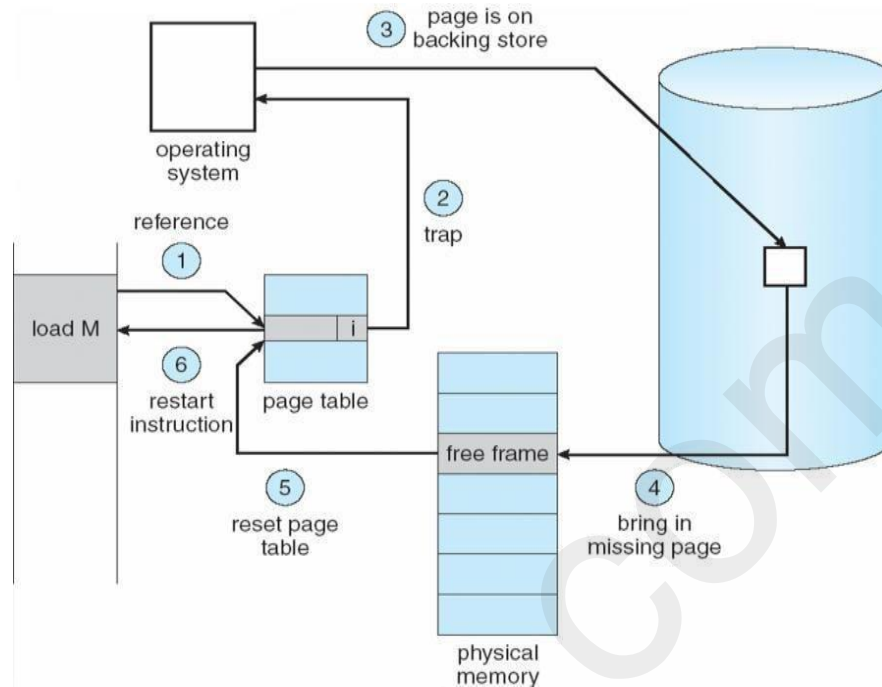 3
page is on
backing store
operating
system
2
trap
reference
1
load M
i
6
restart
instruction
page table
free frame
5
reset page
table
4
bring in
missing page
physical
memory
com